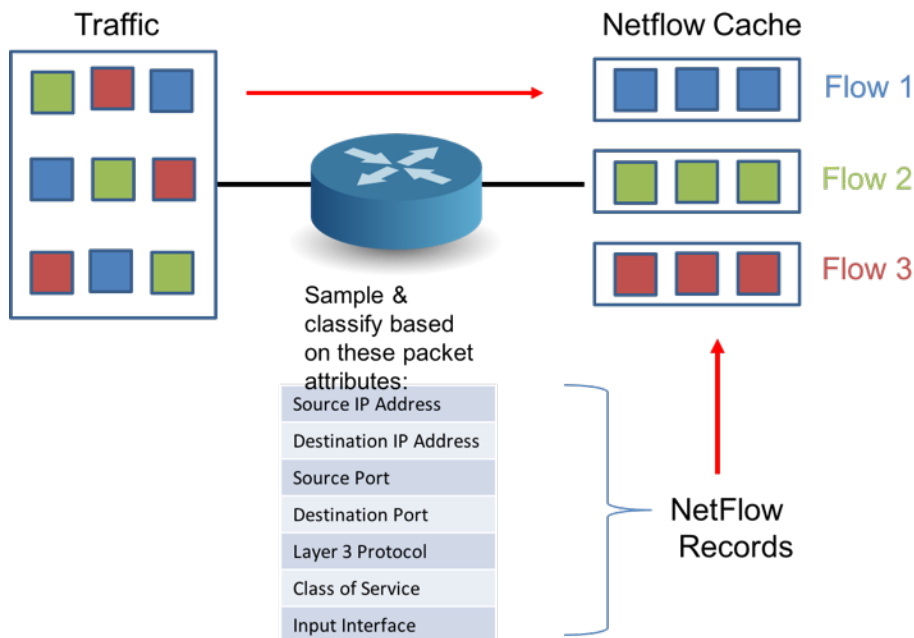 Traffic
Netflow Cache
Flow 1
Flow 2
Flow 3
Sample &
classify based
on these packet
attributes:
Source IP Address
Destination IP Address
Source Port
Destination Port
Layer 3 Protocol
Class of Service
Input Interface
NetFlow
Records